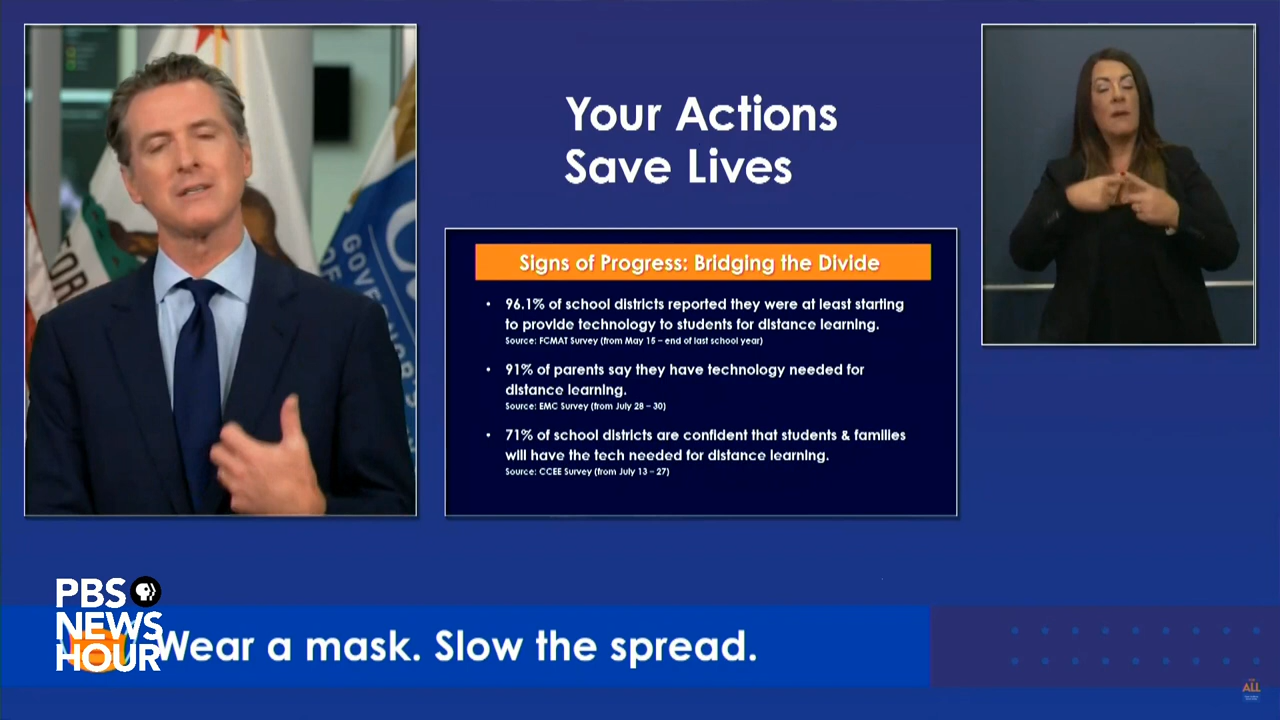 Your Actions
Save Lives
Signs of Progress: Bridging the Divide
• 96.1% of school districts reported they were at least starting
to provide technology to students for distance learning.
Source: FCMAT Survey (from May 15 – end of last school year)
• 91% of parents say they have technology needed for
distance learning.
Source: EMC Survey (from July 28 – 30)
• 71% of school districts are confident that students & families
will have the tech needed for distance learning.
Source: CCEE Survey (from July 13 – 27)
FOR
GOVERNOR
OF
PBS
NEWS
HOUR
Wear a mask. Slow the spread.
ALL